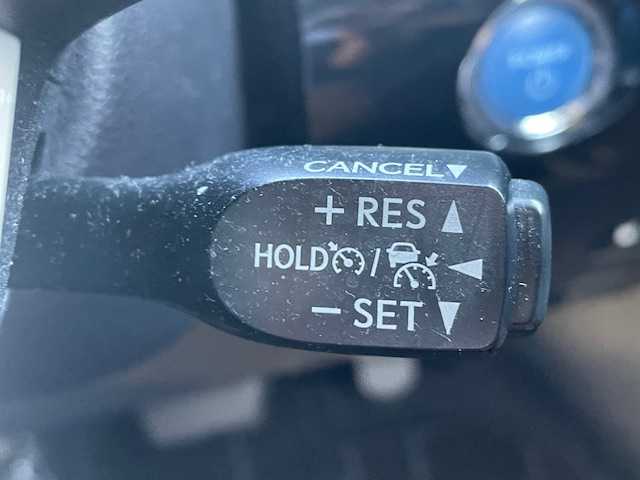 CANCEL▼
+ RES ▲
HOLD / ◀
− SET ▼